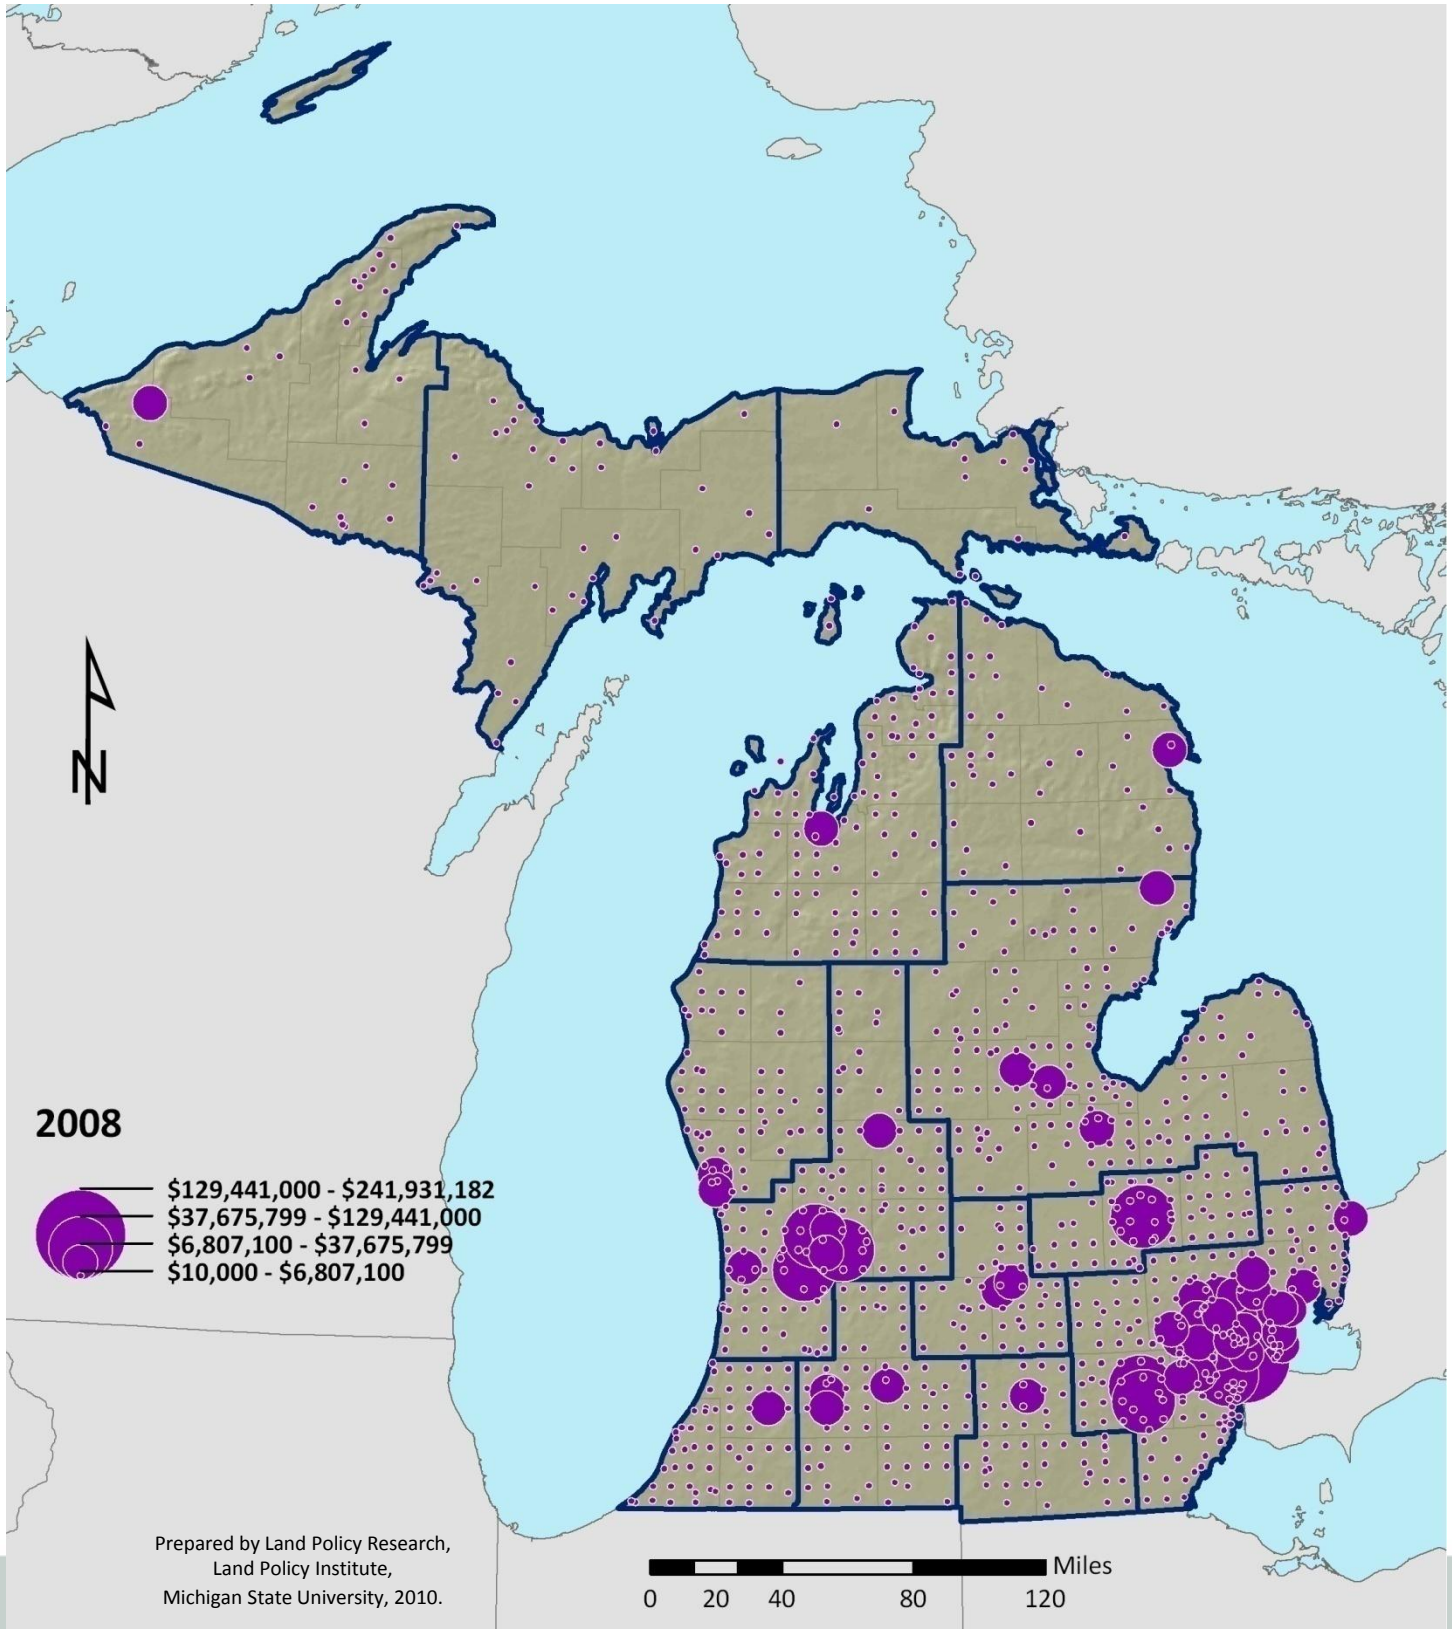 N
2008
$129,441,000 - $241,931,182
$37,675,799 - $129,441,000
$6,807,100 - $37,675,799
$10,000 - $6,807,100
Prepared by Land Policy Research,
Land Policy Institute,
Michigan State University, 2010.
Miles
0 20 40 80 120